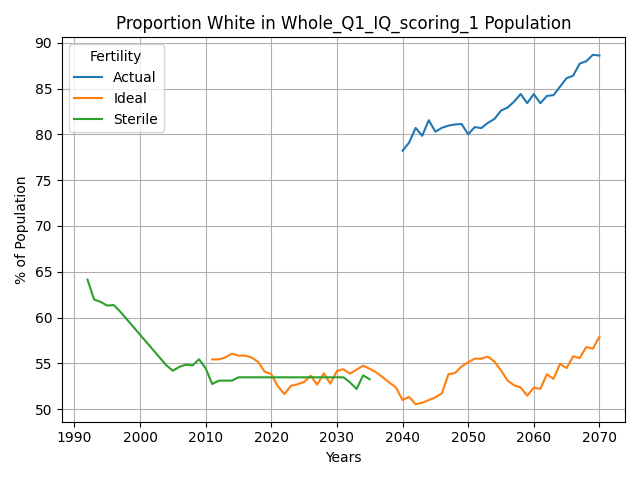 Proportion White in Whole_Q1_IQ_scoring_1 Population
% of Population
90
85
80
75
70
65
60
55
50
Fertility
Actual
Ideal
Sterile
1990 2000 2010 2020 2030 2040 2050 2060 2070
Years